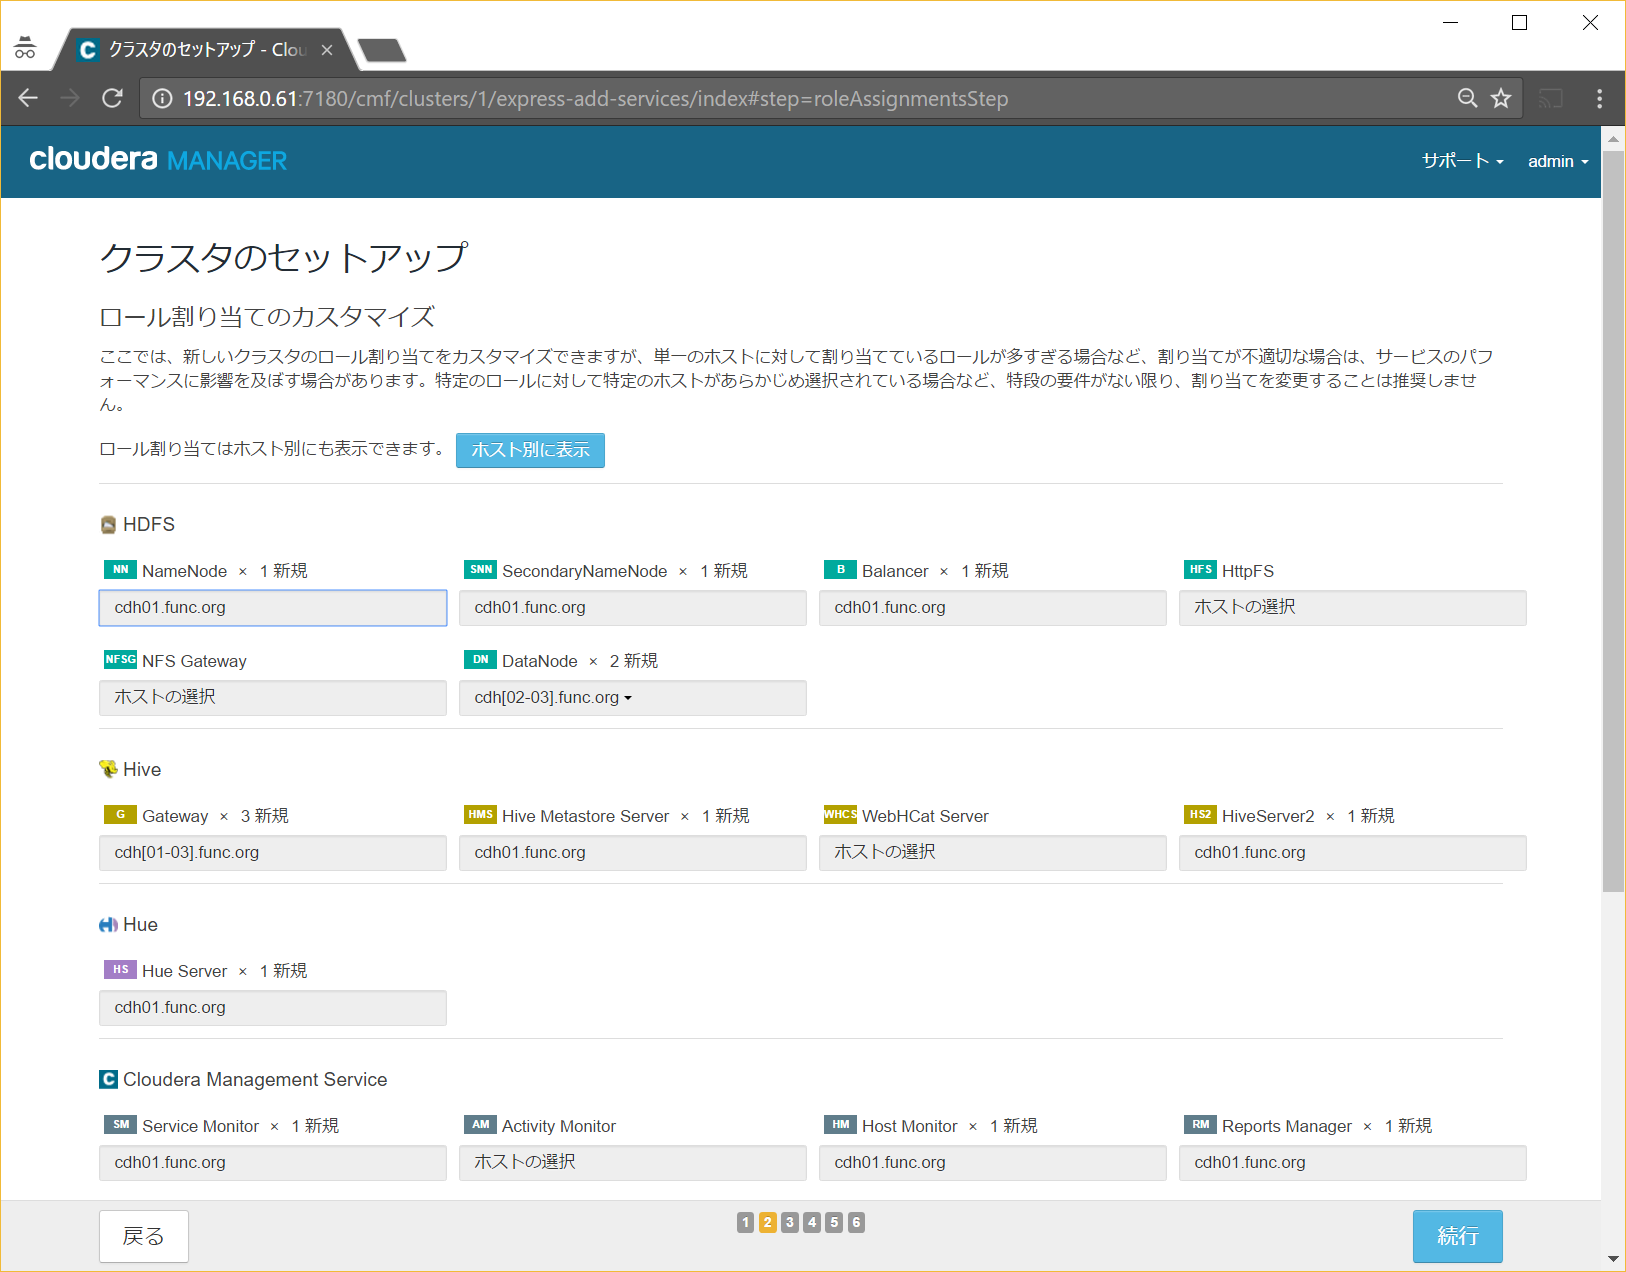 クラスタのセットアップ - Clou
192.168.0.61:7180/cmf/clusters/1/express-add-services/index#step=roleAssignmentsStep
cloudera MANAGER
サポート
admin
クラスタのセットアップ
ロール割り当てのカスタマイズ
ここでは、新しいクラスタのロール割り当てをカスタマイズできますが、単一のホストに対して割り当てているロールが多すぎる場合など、割り当てが不適切な場合は、サービスのパフ
ォーマンスに影響を及ぼす場合があります。特定のロールに対して特定のホストがあらかじめ選択されている場合など、特段の要件がない限り、割り当てを変更することは推奨しませ
ん。
ロール割り当てはホスト別にも表示できます。 ホスト別に表示
HDFS
NN NameNode × 1 新規
cdh01.func.org
SNN SecondaryNameNode × 1 新規
cdh01.func.org
B Balancer × 1 新規
cdh01.func.org
HFS HttpFS
ホストの選択
NFSG NFS Gateway
ホストの選択
DN DataNode × 2 新規
cdh[02-03].func.org
Hive
G Gateway × 3 新規
cdh[01-03].func.org
HMS Hive Metastore Server × 1 新規
cdh01.func.org
WHCS WebHCat Server
ホストの選択
HS2 HiveServer2 × 1 新規
cdh01.func.org
Hue
HS Hue Server × 1 新規
cdh01.func.org
C Cloudera Management Service
SM Service Monitor × 1 新規
cdh01.func.org
AM Activity Monitor
ホストの選択
HM Host Monitor × 1 新規
cdh01.func.org
RM Reports Manager × 1 新規
cdh01.func.org
戻る
1 2 3 4 5 6
続行